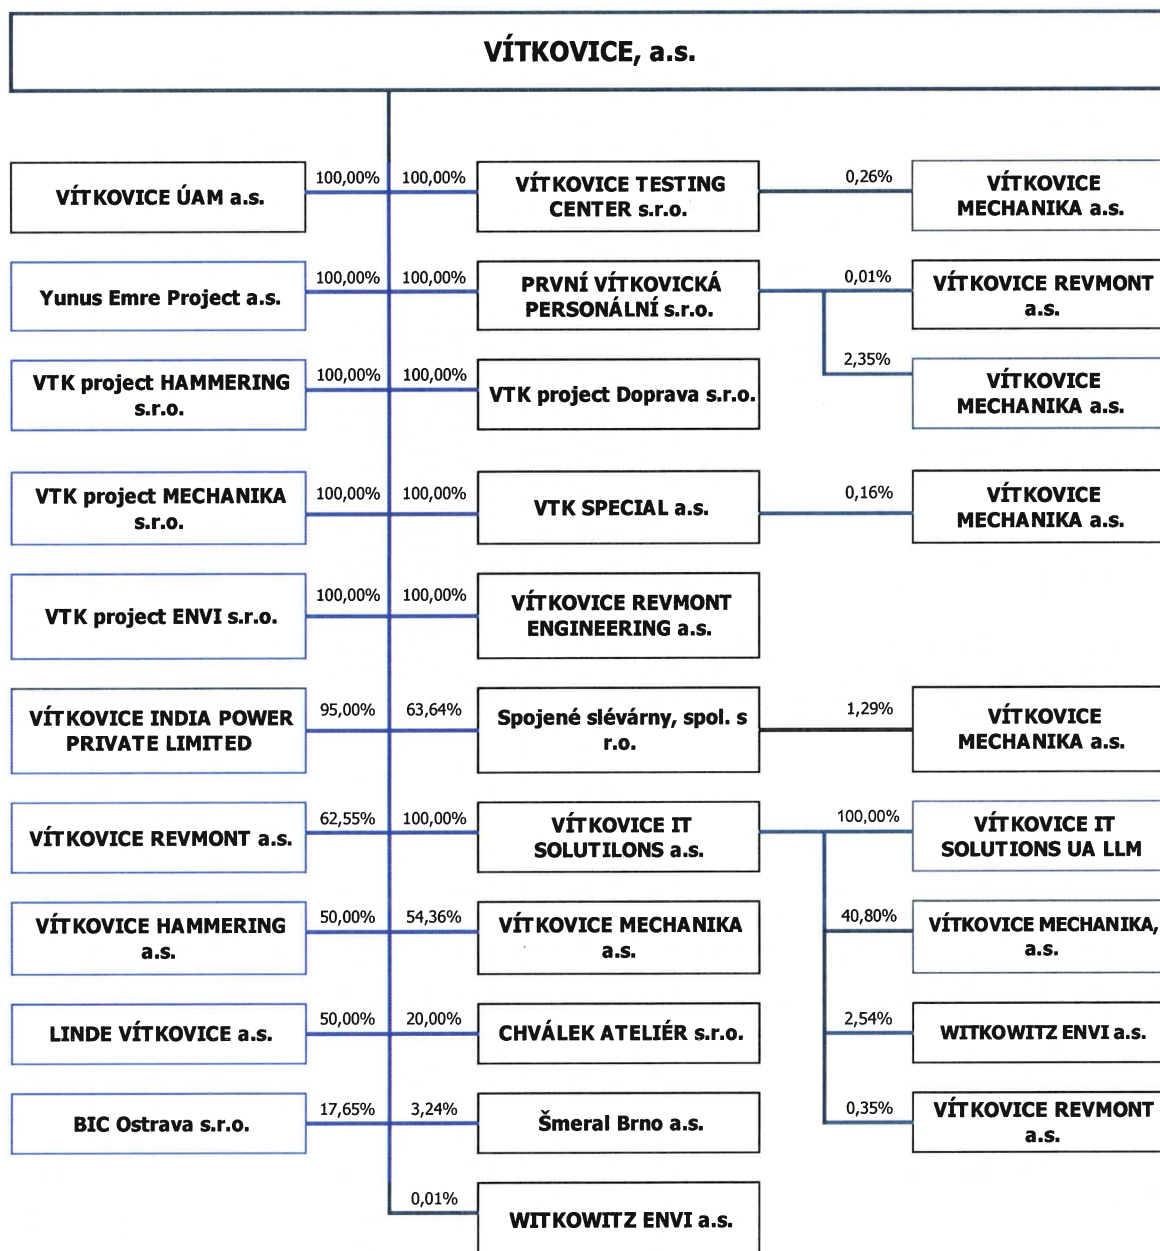 VÍTKOVICE, a.s.
VÍTKOVICE ÚAM a.s.
100,00%
100,00%
VÍTKOVICE TESTING
CENTER s.r.o.
0,26%
VÍTKOVICE
MECHANIKA a.s.
Yunus Emre Project a.s.
100,00%
100,00%
PRVNÍ VÍTKOVICKÁ
PERSONÁLNÍ s.r.o.
0,01%
VÍTKOVICE REVMONT
a.s.
2,35%
VÍTKOVICE
MECHANIKA a.s.
VTK project HAMMERING
s.r.o.
100,00%
100,00%
VTK project Doprava s.r.o.
VTK project MECHANIKA
s.r.o.
100,00%
100,00%
VTK SPECIAL a.s.
0,16%
VÍTKOVICE
MECHANIKA a.s.
VTK project ENVI s.r.o.
100,00%
100,00%
VÍTKOVICE REVMONT
ENGINEERING a.s.
VÍTKOVICE INDIA POWER
PRIVATE LIMITED
95,00%
63,64%
Spojené slévárny, spol. s
r.o.
1,29%
VÍTKOVICE
MECHANIKA a.s.
VÍTKOVICE REVMONT a.s.
62,55%
100,00%
VÍTKOVICE IT
SOLUTILONS a.s.
100,00%
VÍTKOVICE IT
SOLUTIONS UA LLM
VÍTKOVICE HAMMERING
a.s.
50,00%
54,36%
VÍTKOVICE MECHANIKA
a.s.
40,80%
VÍTKOVICE MECHANIKA,
a.s.
LINDE VÍTKOVICE a.s.
50,00%
20,00%
CHVÁLEK ATELIÉR s.r.o.
2,54%
WITKOWITZ ENVI a.s.
BIC Ostrava s.r.o.
17,65%
3,24%
Šmeral Brno a.s.
0,35%
VÍTKOVICE REVMONT
a.s.
0,01%
WITKOWITZ ENVI a.s.